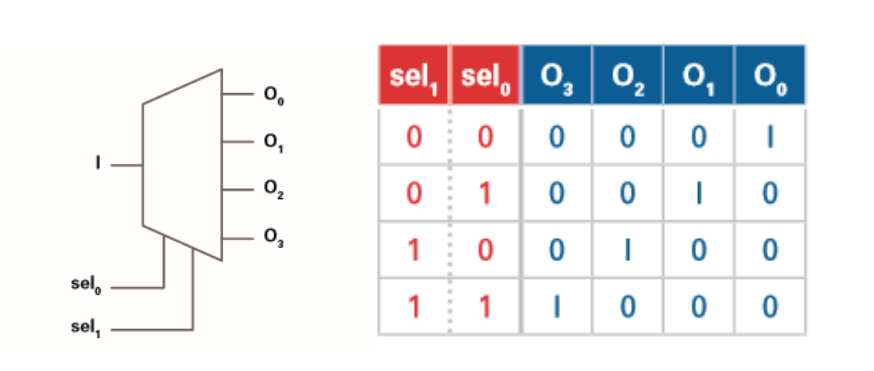 O₀
O₁
I
O₂
O₃
sel₀
sel₁
sel₁ sel₀ O₃ O₂ O₁ O₀
0 0 0 0 0 I
0 1 0 0 I 0
1 0 0 I 0 0
1 1 I 0 0 0